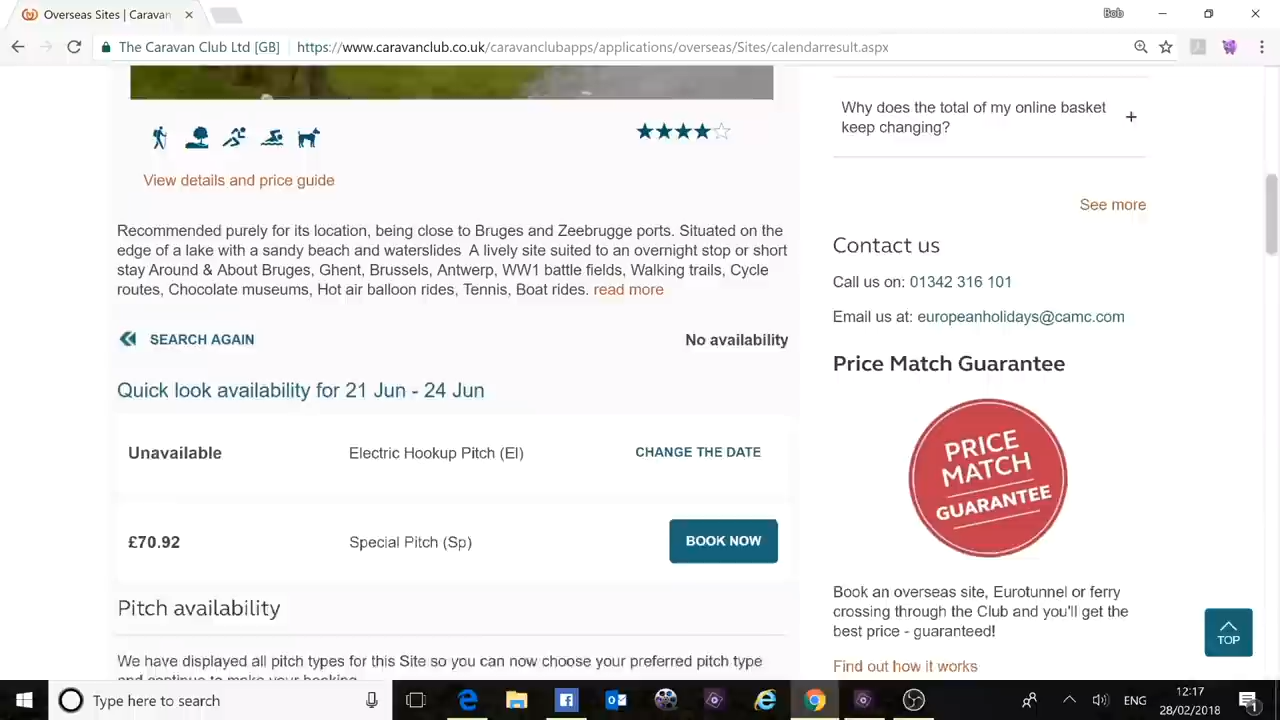 Overseas Sites | Caravan
Bob
The Caravan Club Ltd [GB]
https://www.caravanclub.co.uk/caravanclubapps/applications/overseas/Sites/calendarresult.aspx
View details and price guide
Recommended purely for its location, being close to Bruges and Zeebrugge ports. Situated on the
edge of a lake with a sandy beach and waterslides A lively site suited to an overnight stop or short
stay Around & About Bruges, Ghent, Brussels, Antwerp, WW1 battle fields, Walking trails, Cycle
routes, Chocolate museums, Hot air balloon rides, Tennis, Boat rides. read more
SEARCH AGAIN
No availability
Quick look availability for 21 Jun - 24 Jun
Unavailable
Electric Hookup Pitch (El)
CHANGE THE DATE
£70.92
Special Pitch (Sp)
BOOK NOW
Pitch availability
We have displayed all pitch types for this Site so you can now choose your preferred pitch type
and continue to make your booking
Why does the total of my online basket
keep changing?
+
See more
Contact us
Call us on: 01342 316 101
Email us at: europeanholidays@camc.com
Price Match Guarantee
PRICE
MATCH
GUARANTEE
Book an overseas site, Eurotunnel or ferry
crossing through the Club and you'll get the
best price - guaranteed!
Find out how it works
TOP
Type here to search
ENG
12:17
28/02/2018
1